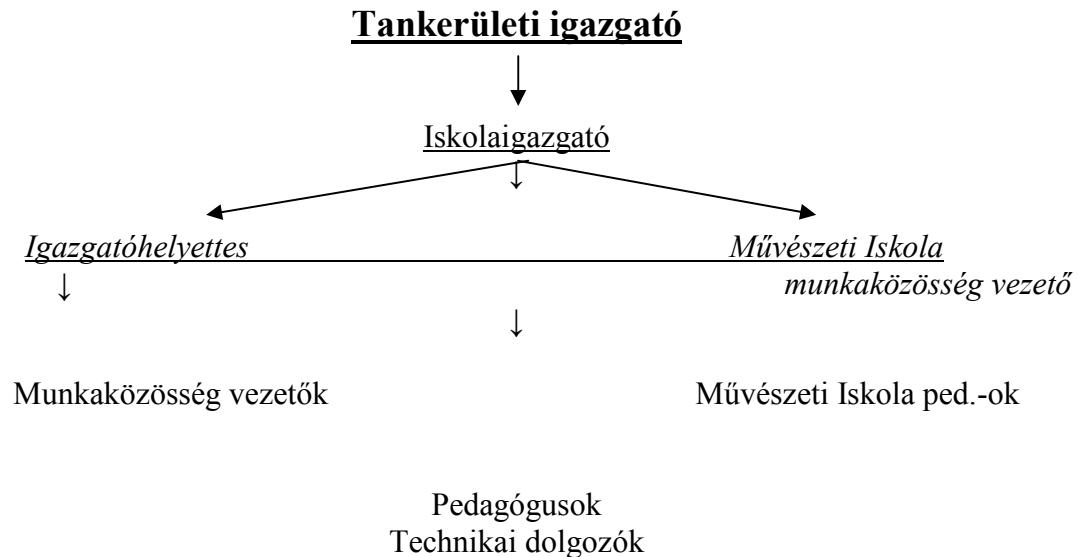 Tankerületi igazgató
Iskolaigazgató
↓
Igazgatóhelyettes Művészeti Iskola
↓ munkaközösség vezető
↓
Munkaközösség vezetők Művészeti Iskola ped.-ok
Pedagógusok
Technikai dolgozók